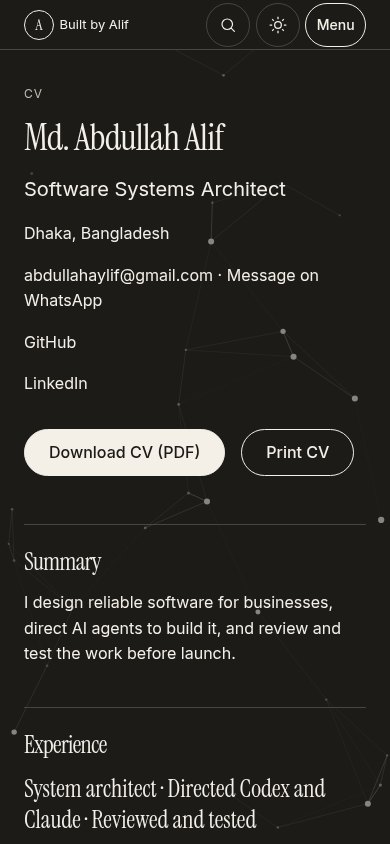 A Built by Alif Menu
CV
Md. Abdullah Alif
Software Systems Architect
Dhaka, Bangladesh
abdullahaylif@gmail.com · Message on
WhatsApp
GitHub
LinkedIn
Download CV (PDF) Print CV
Summary
I design reliable software for businesses,
direct AI agents to build it, and review and
test the work before launch.
Experience
System architect · Directed Codex and
Claude · Reviewed and tested